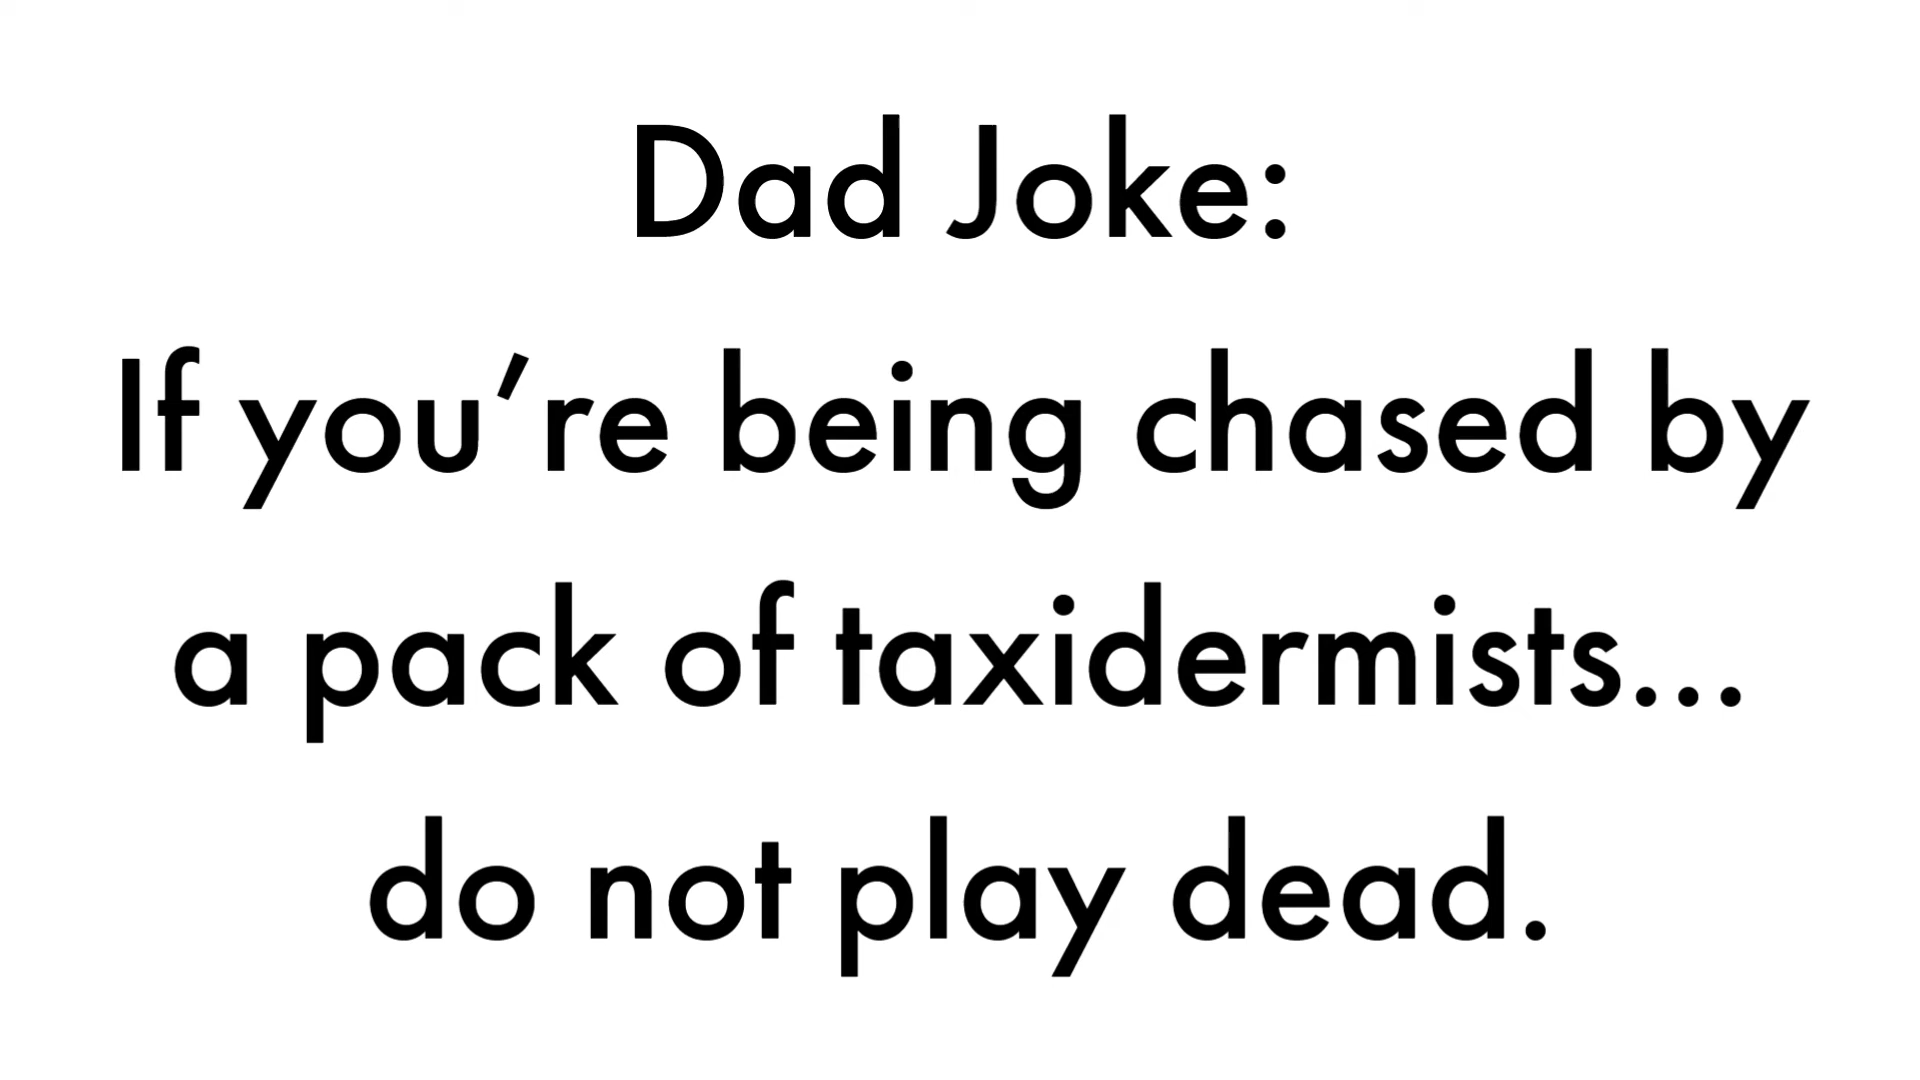 Dad Joke:
If you’re being chased by
a pack of taxidermists...
do not play dead.